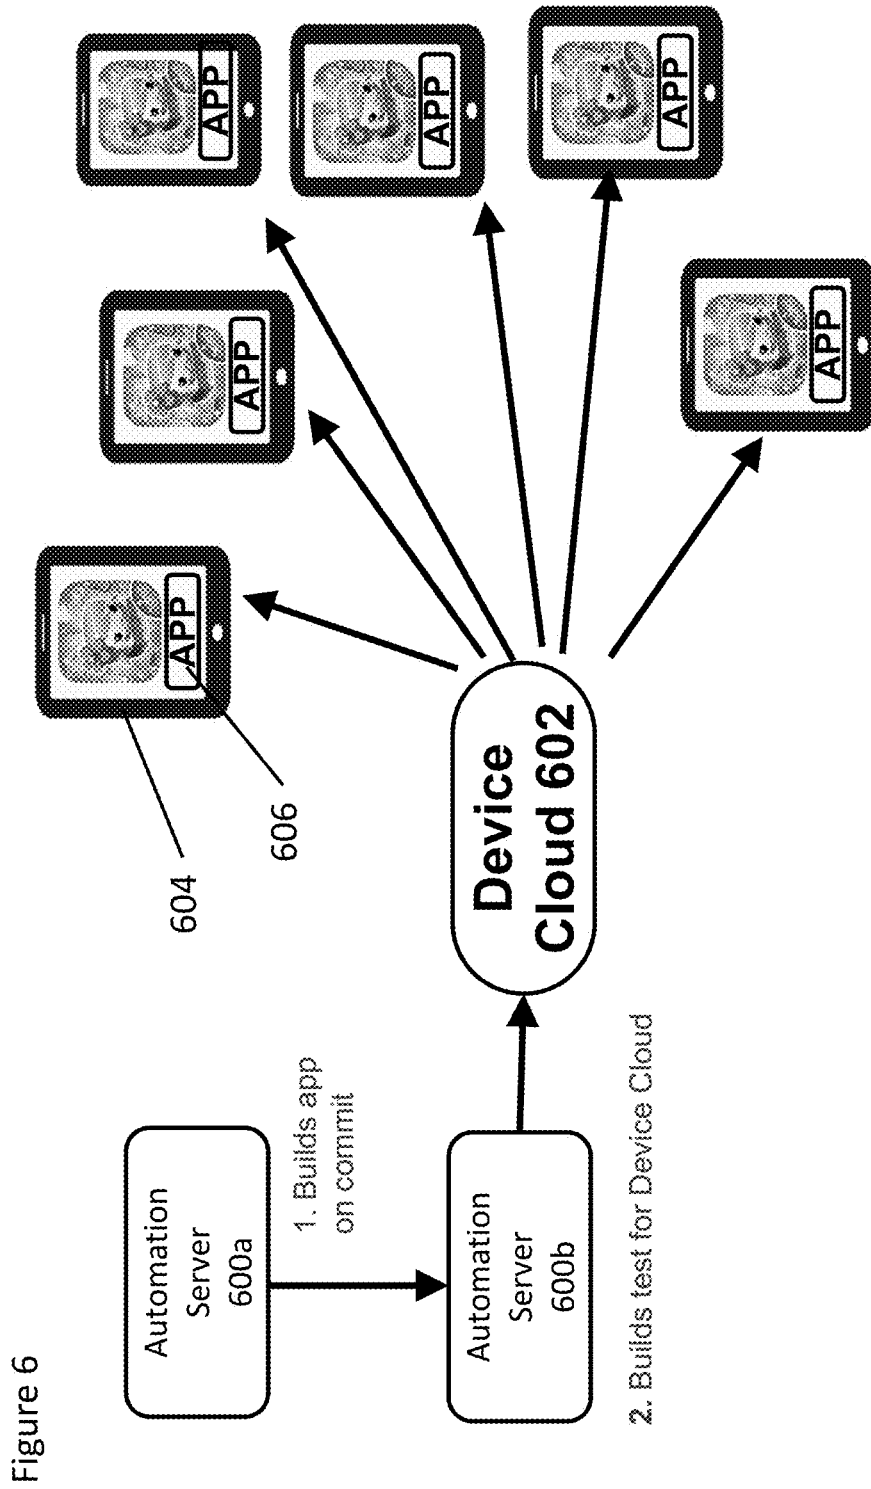 Figure 6
Automation
Server
600a
1. Builds app
on commit
Automation
Server
600b
2. Builds test for Device Cloud
Device
Cloud 602
604
606
APP
APP
APP
APP
APP
APP